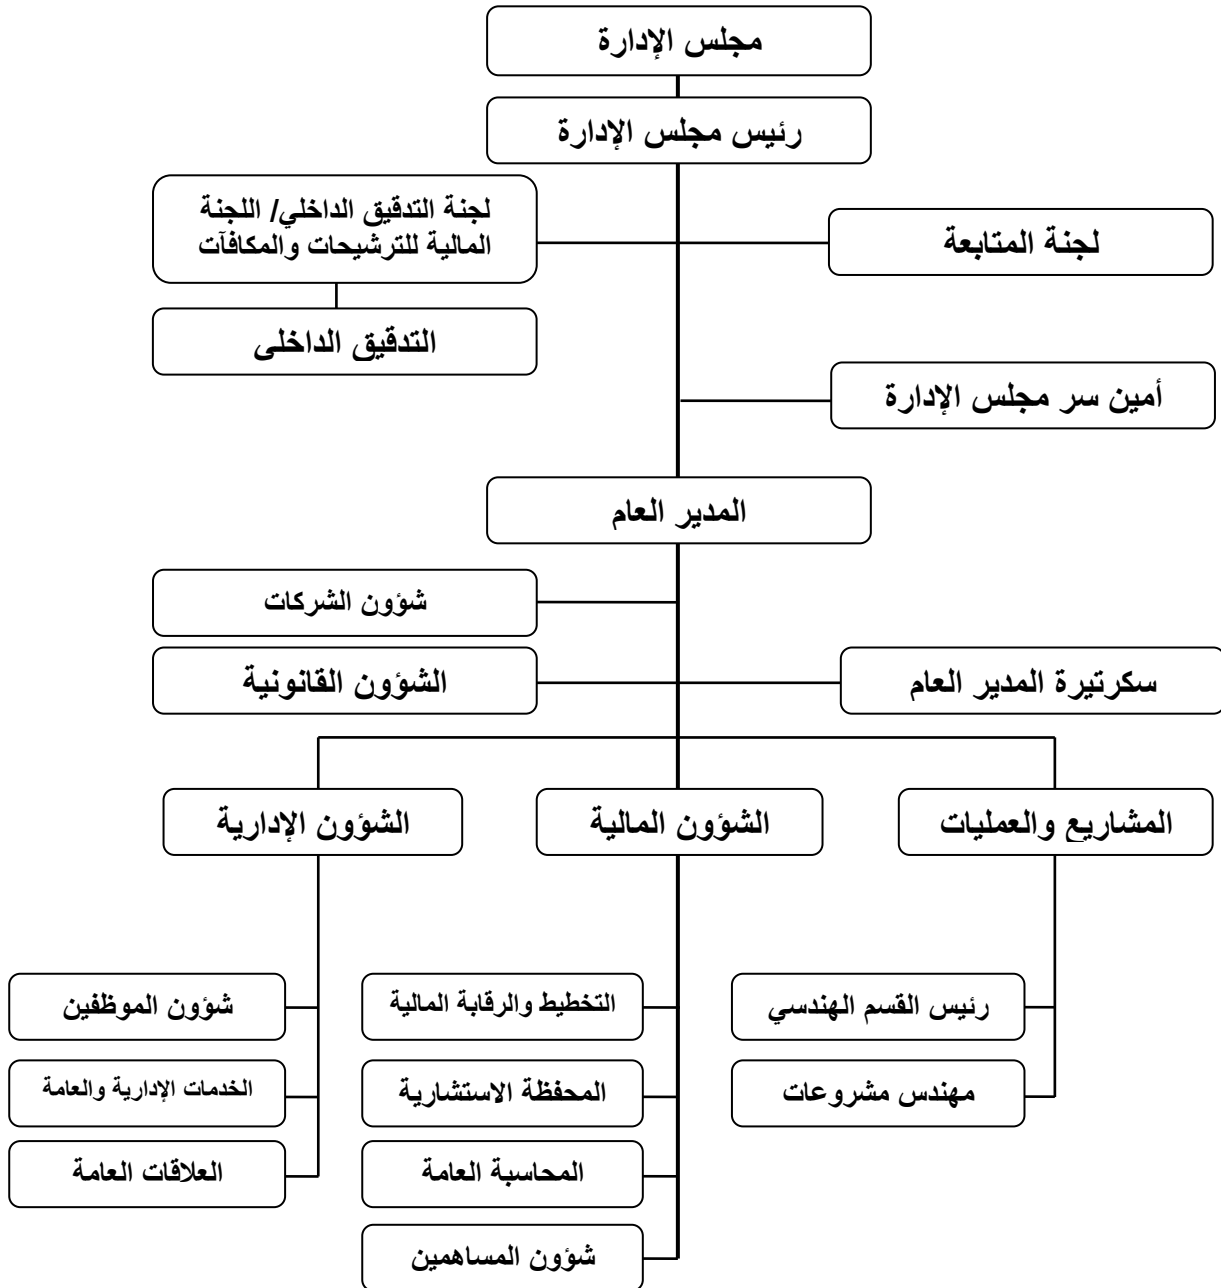 مجلس الإدارة
رئيس مجلس الإدارة
لجنة المتابعة
لجنة التدقيق الداخلي/ اللجنة
المالية للترشيحات والمكافآت
التدقيق الداخلى
أمين سر مجلس الإدارة
المدير العام
شؤون الشركات
سكرتيرة المدير العام
الشؤون القانونية
المشاريع والعمليات
الشؤون المالية
الشؤون الإدارية
رئيس القسم الهندسي
التخطيط والرقابة المالية
شؤون الموظفين
مهندس مشروعات
المحفظة الاستشارية
الخدمات الإدارية والعامة
المحاسبة العامة
العلاقات العامة
شؤون المساهمين